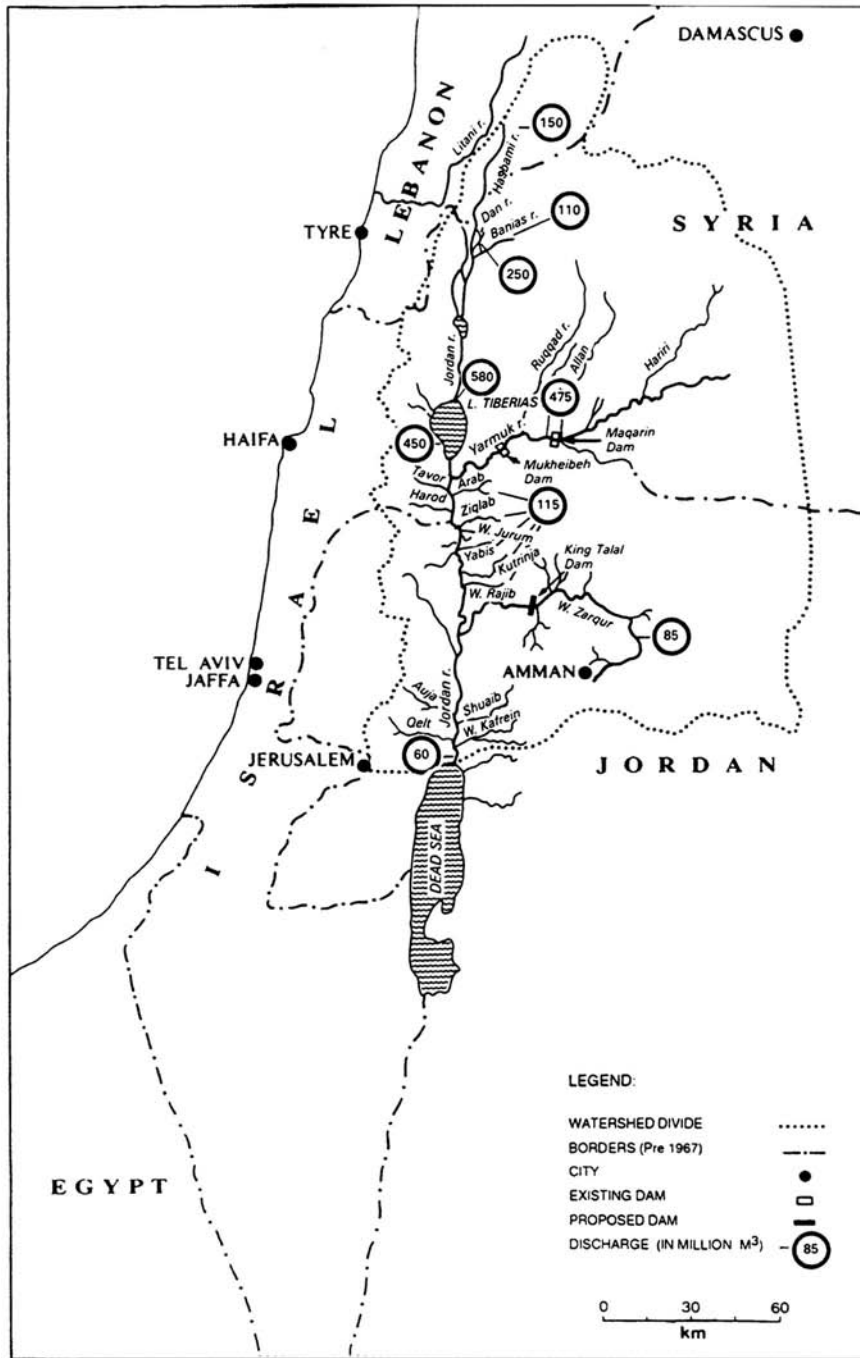 DAMASCUS
LEBANON
Litani r.
Hasbami r.
150
Dan r.
Banias r.
110
SYRIA
TYRE
250
Jordan r.
Ruqqad r.
Allan
Hariri
580
L. TIBERIAS
475
HAIFA
450
Yarmuk r.
Maqarin
Dam
Mukheibeh
Dam
Tavor
Arab
Harod
Ziqlab
115
W. Jurum
Yabis
Kutrinja
King Talal
Dam
W. Rajib
W. Zarqur
85
ISRAEL
TEL AVIV
JAFFA
AMMAN
Auja
Jordan r.
Shuaib
Qelt
W. Kafrein
60
JERUSALEM
JORDAN
DEAD SEA
EGYPT
LEGEND:
WATERSHED DIVIDE
BORDERS (Pre 1967)
CITY
EXISTING DAM
PROPOSED DAM
DISCHARGE (IN MILLION M³) 85
0 30 60
km